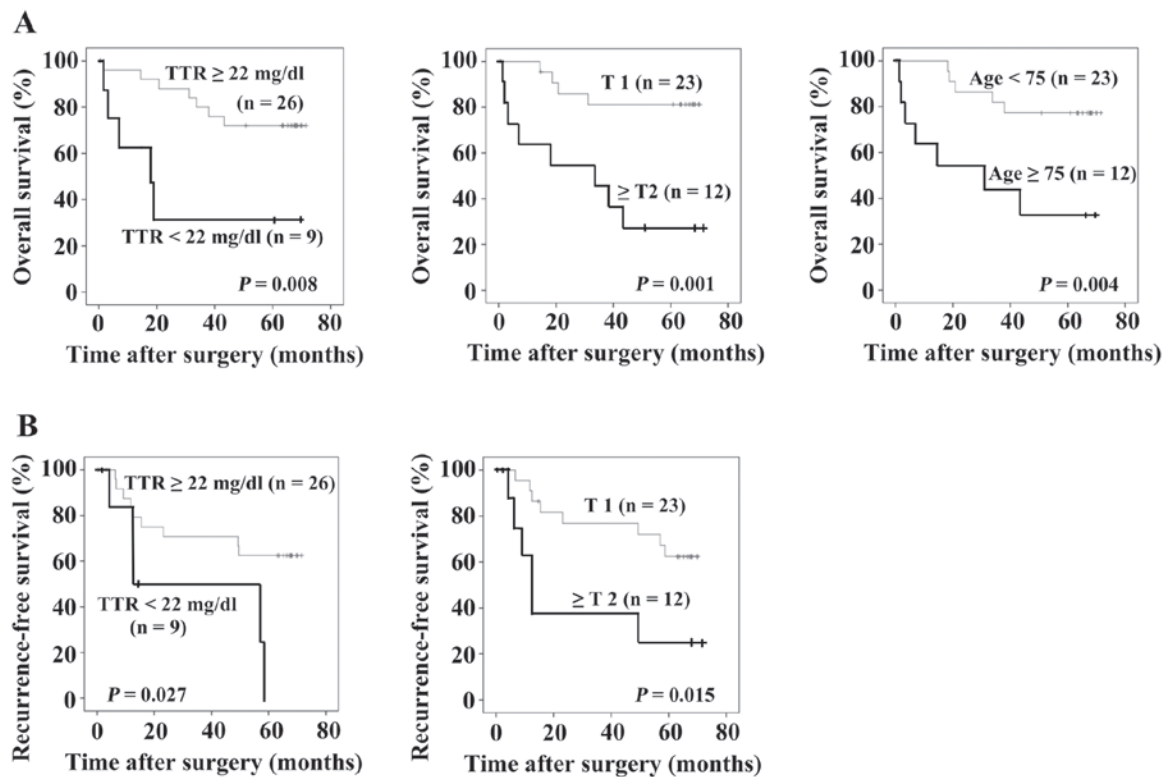 A
Overall survival (%)
100
80
60
40
20
0
TTR ≥ 22 mg/dl
(n = 26)
TTR < 22 mg/dl (n = 9)
P = 0.008
0 20 40 60 80
Time after surgery (months)
Overall survival (%)
100
80
60
40
20
0
T 1 (n = 23)
≥ T2 (n = 12)
P = 0.001
0 20 40 60 80
Time after surgery (months)
Overall survival (%)
100
80
60
40
20
0
Age < 75 (n = 23)
Age ≥ 75 (n = 12)
P = 0.004
0 20 40 60 80
Time after surgery (months)
B
Recurrence-free survival (%)
100
80
60
40
20
0
TTR ≥ 22 mg/dl (n = 26)
TTR < 22 mg/dl
(n = 9)
P = 0.027
0 20 40 60 80
Time after surgery (months)
Recurrence-free survival (%)
100
80
60
40
20
0
T 1 (n = 23)
≥ T 2 (n = 12)
P = 0.015
0 20 40 60 80
Time after surgery (months)